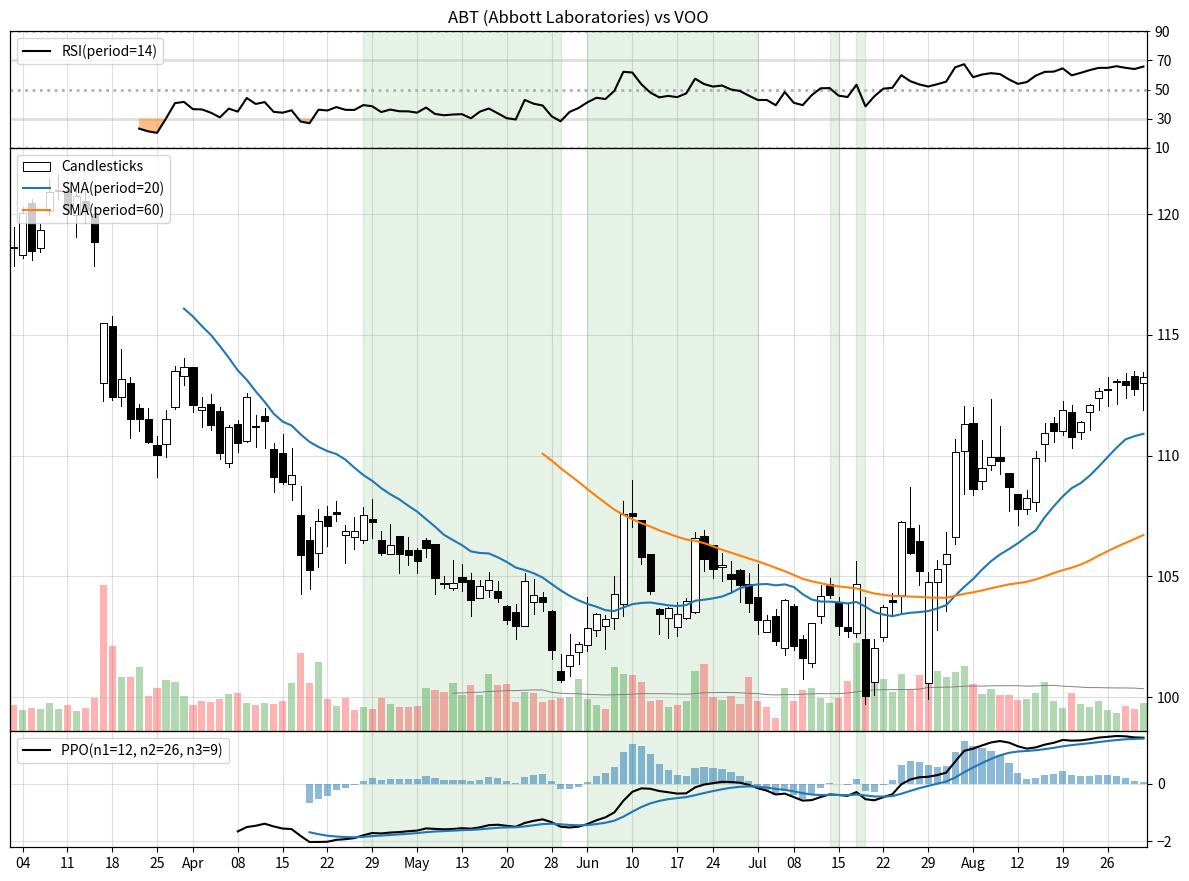 ABT (Abbott Laboratories) vs VOO
RSI(period=14)
90
70
50
30
10
Candlesticks
SMA(period=20)
SMA(period=60)
120
115
110
105
100
PPO(n1=12, n2=26, n3=9)
0
−2
04 11 18 25 Apr 08 15 22 29 May 13 20 28 Jun 10 17 24 Jul 08 15 22 29 Aug 12 19 26